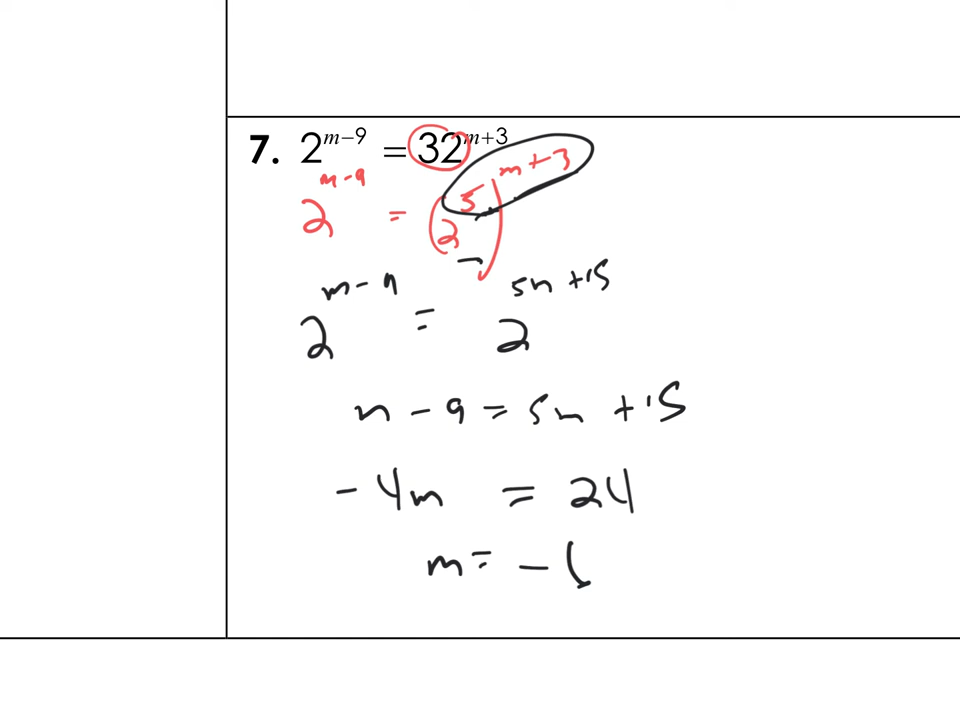 7. 2^{m-9} = 32^{m+3}
2^{m-9} = (2^5)^{m+3}
2^{m-9} = 2^{5m+15}
m-9 = 5m+15
-4m = 24
m = -